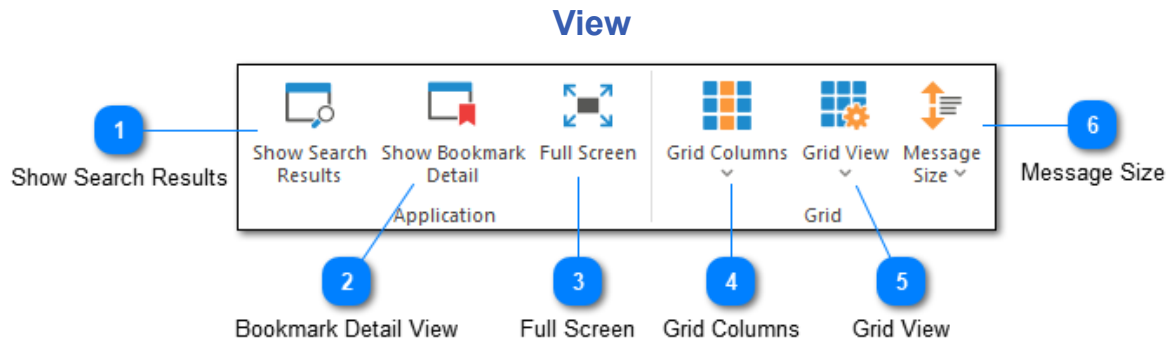 View
Show Search
Results
Show Bookmark
Detail
Full Screen
Grid Columns
Grid View
Message
Size
Application
Grid
1
Show Search Results
6
Message Size
2
Bookmark Detail View
3
Full Screen
4
Grid Columns
5
Grid View